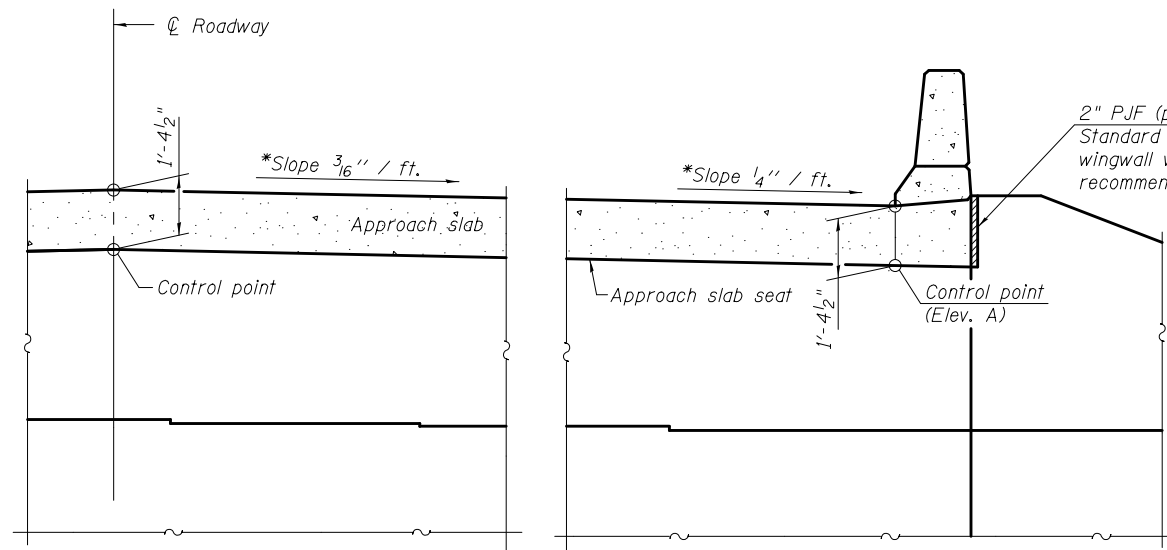 ℄ Roadway
1'-4½"
*Slope 3/16" / ft.
Approach slab
Control point
*Slope ¼" / ft.
2" PJF (p
Standard
wingwall
recommen
Approach slab seat
1'-4½"
Control point
(Elev. A)